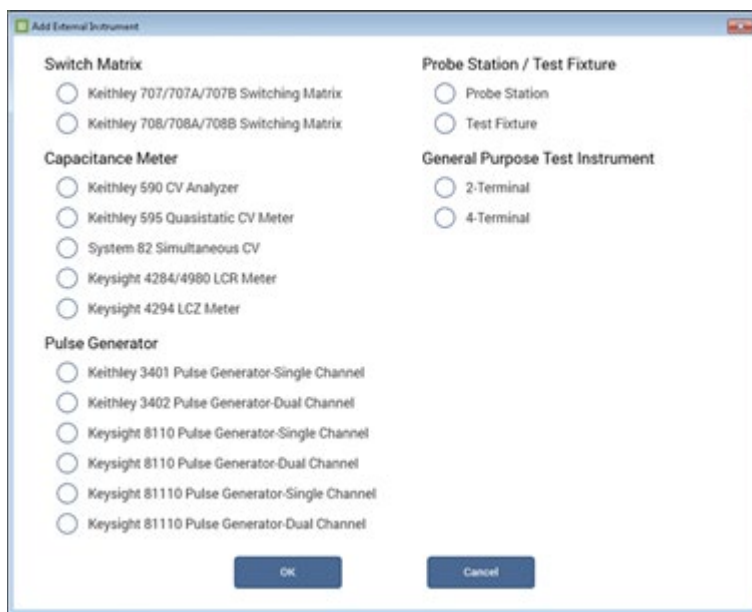 Add External Instrument
Switch Matrix
Keithley 707/707A/707B Switching Matrix
Keithley 708/708A/708B Switching Matrix
Capacitance Meter
Keithley 590 CV Analyzer
Keithley 595 Quasistatic CV Meter
System 82 Simultaneous CV
Keysight 4284/4980 LCR Meter
Keysight 4294 LCZ Meter
Pulse Generator
Keithley 3401 Pulse Generator-Single Channel
Keithley 3402 Pulse Generator-Dual Channel
Keysight 8110 Pulse Generator-Single Channel
Keysight 8110 Pulse Generator-Dual Channel
Keysight 81110 Pulse Generator-Single Channel
Keysight 81110 Pulse Generator-Dual Channel
Probe Station / Test Fixture
Probe Station
Test Fixture
General Purpose Test Instrument
2-Terminal
4-Terminal
OK
Cancel